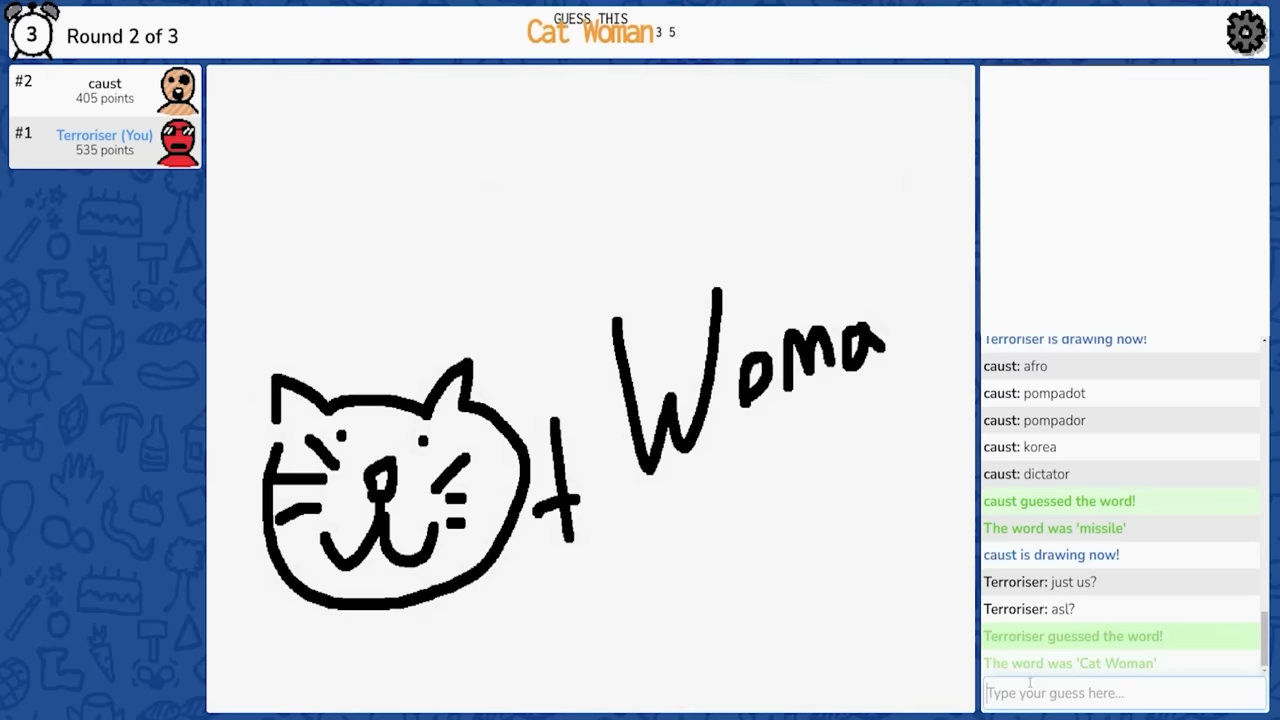 3
Round 2 of 3
GUESS THIS
Cat Woman 3 5
#2
caust
405 points
#1
Terroriser (You)
535 points
t Woma
Terroriser is drawing now!
caust: afro
caust: pompadot
caust: pompador
caust: korea
caust: dictator
caust guessed the word!
The word was 'missile'
caust is drawing now!
Terroriser: just us?
Terroriser: asl?
Terroriser guessed the word!
The word was 'Cat Woman'
Type your guess here...